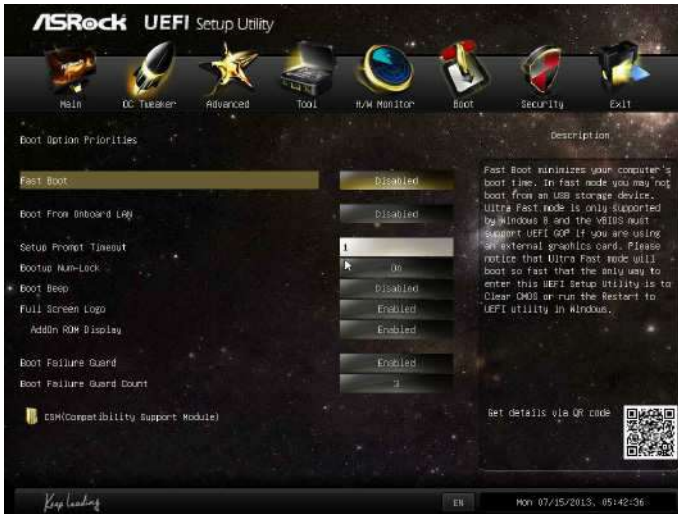 ASRock UEFI Setup Utility
Main OC Tweaker Advanced Tool H/W Monitor Boot Security Exit
Boot Option Priorities
Fast Boot Disabled
Boot From Onboard LAN Disabled
Setup Prompt Timeout 1
Bootup Num-Lock On
Boot Beep Disabled
Full Screen Logo Enabled
AddOn ROM Display Enabled
Boot Failure Guard Enabled
Boot Failure Guard Count 3
CSM(Compatibility Support Module)
Description
Fast Boot minimizes your computer's
boot time. In fast mode you may not
boot from an USB storage device.
Ultra Fast mode is only supported
by Windows 8 and the VBIOS must
support UEFI GOP if you are using
an external graphics card. Please
notice that Ultra Fast mode will
boot so fast that the only way to
enter this UEFI Setup Utility is to
Clear CMOS or run the Restart to
UEFI utility in Windows.
Get details via QR code
Keep Leading
EN
Mon 07/15/2013, 05:42:36